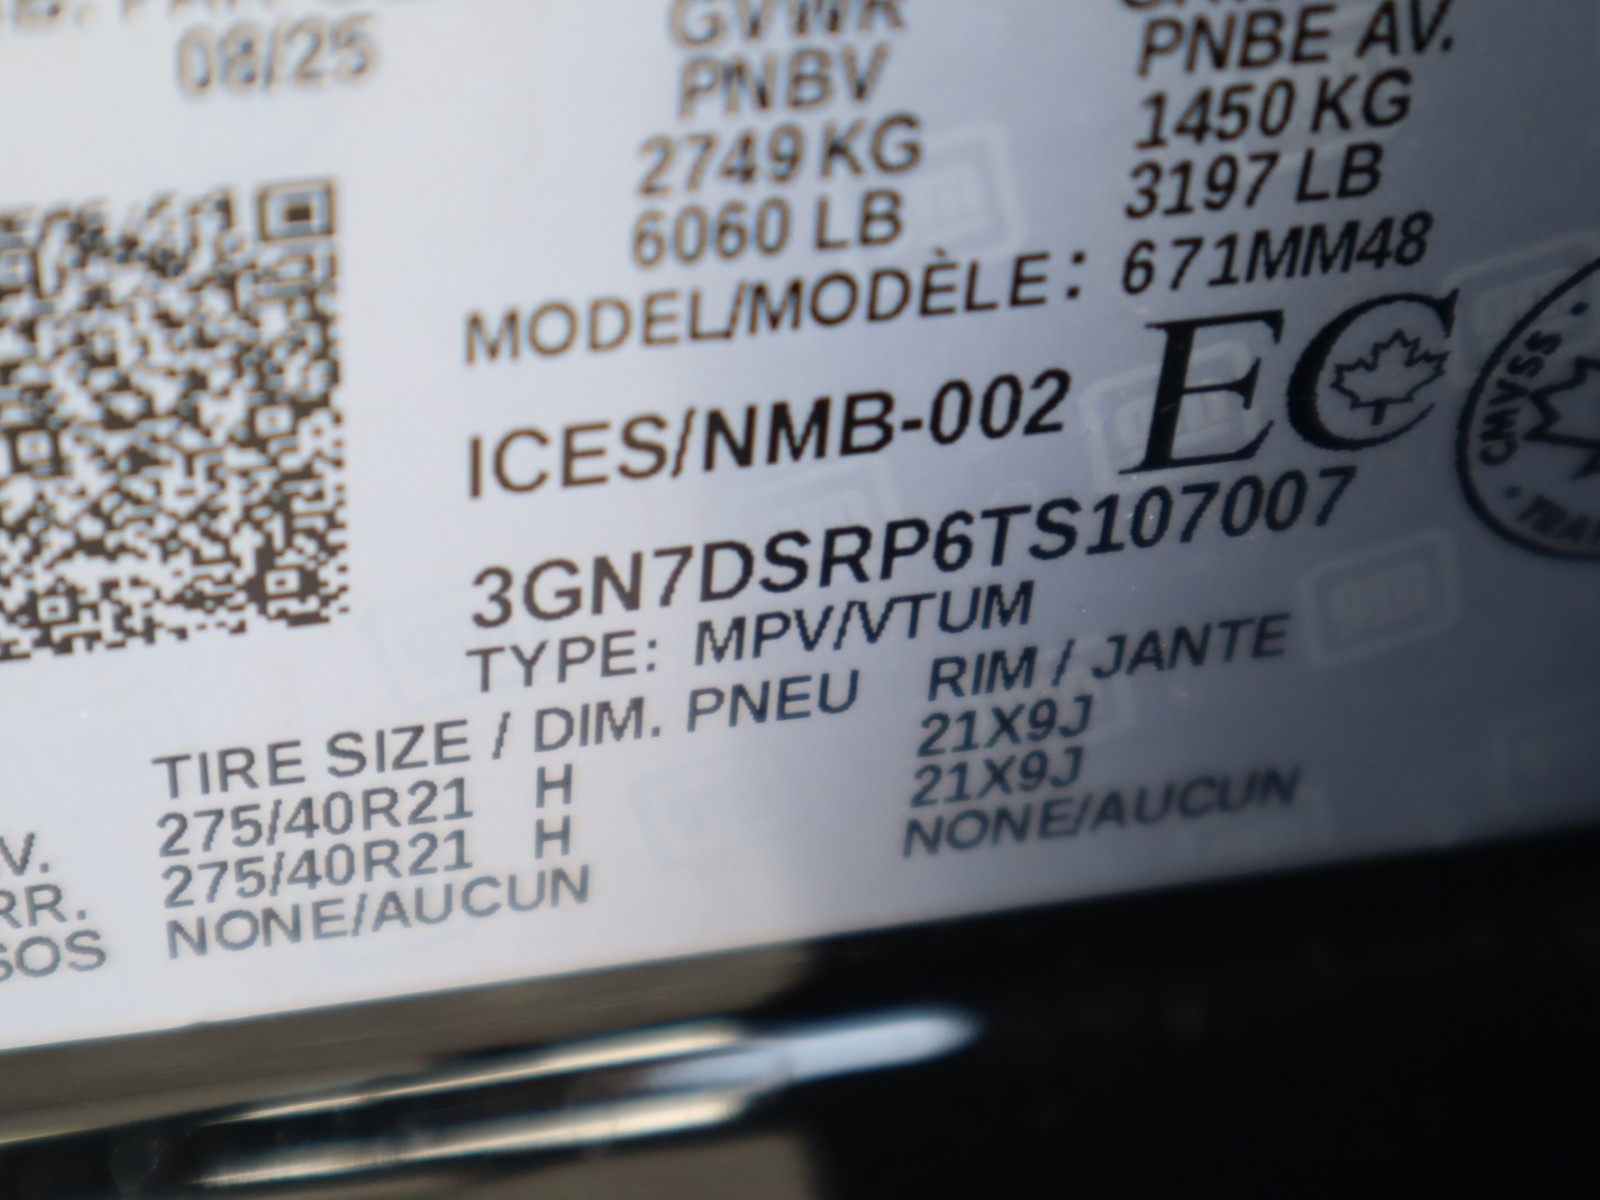 08/25
GVWR
PNBV
PNBE AV.
2749 KG
1450 KG
6060 LB
3197 LB
MODEL/MODÈLE: 671MM48
ICES/NMB-002
EC
CMVSS
3GN7DSRP6TS107007
TYPE: MPV/VTUM
TIRE SIZE / DIM. PNEU RIM / JANTE
275/40R21 H 21X9J
275/40R21 H 21X9J
NONE/AUCUN NONE/AUCUN